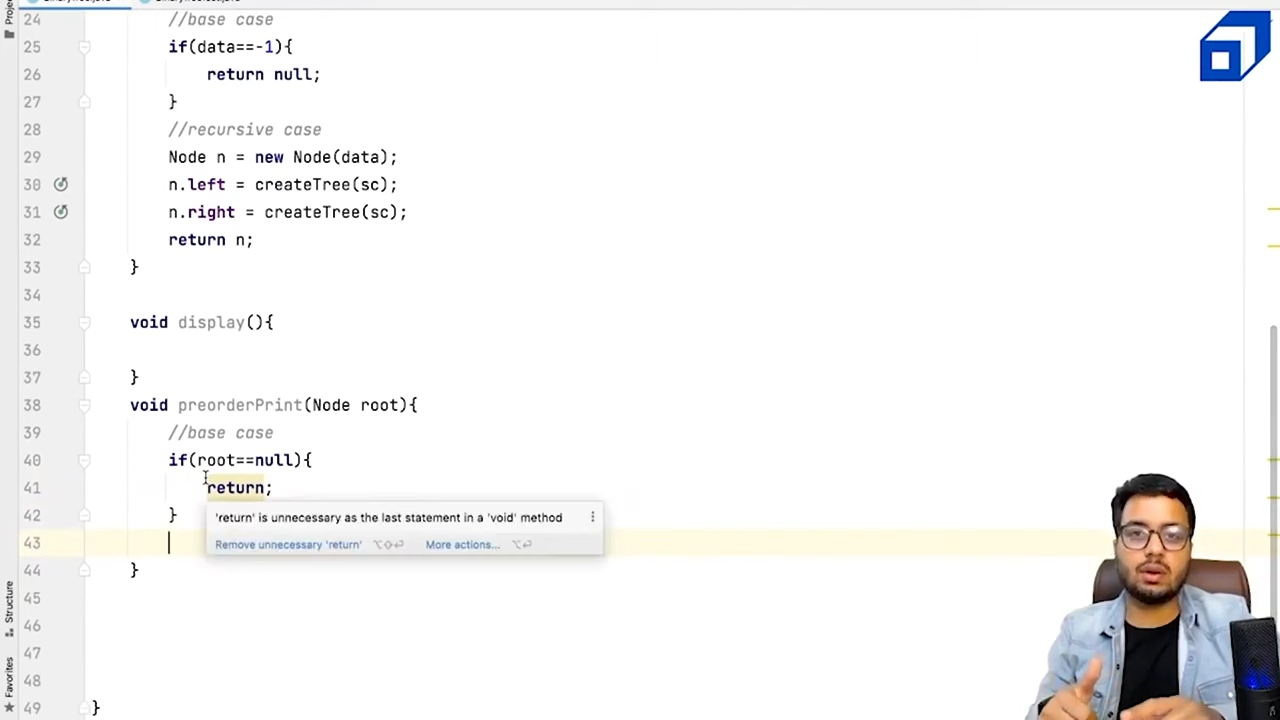 24 //base case
25 if(data==-1){
26 return null;
27 }
28 //recursive case
29 Node n = new Node(data);
30 n.left = createTree(sc);
31 n.right = createTree(sc);
32 return n;
33 }
34
35 void display(){
36
37 }
38 void preorderPrint(Node root){
39 //base case
40 if(root==null){
41 return;
42 }
'return' is unnecessary as the last statement in a 'void' method
43
Remove unnecessary 'return' ⌥⇧⏎ More actions... ⌥⏎
44 }
45
46
47
48
49 }
Structure
Favorites